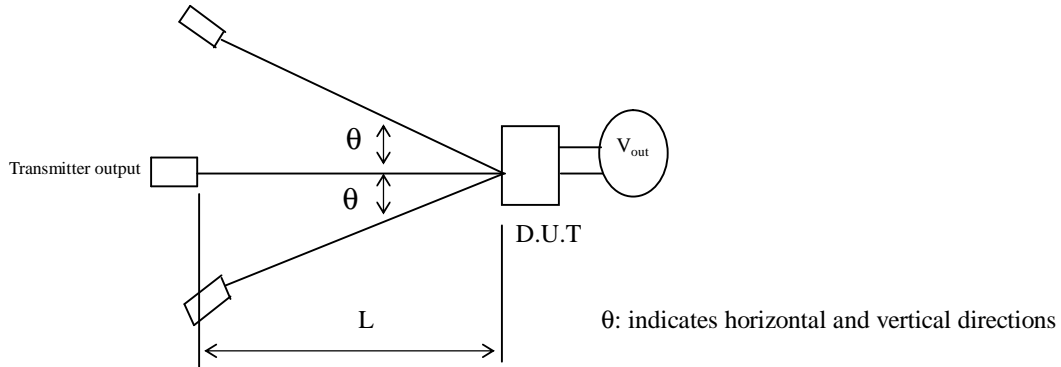 θ
Transmitter output
V_out
θ
D.U.T
L
θ: indicates horizontal and vertical directions